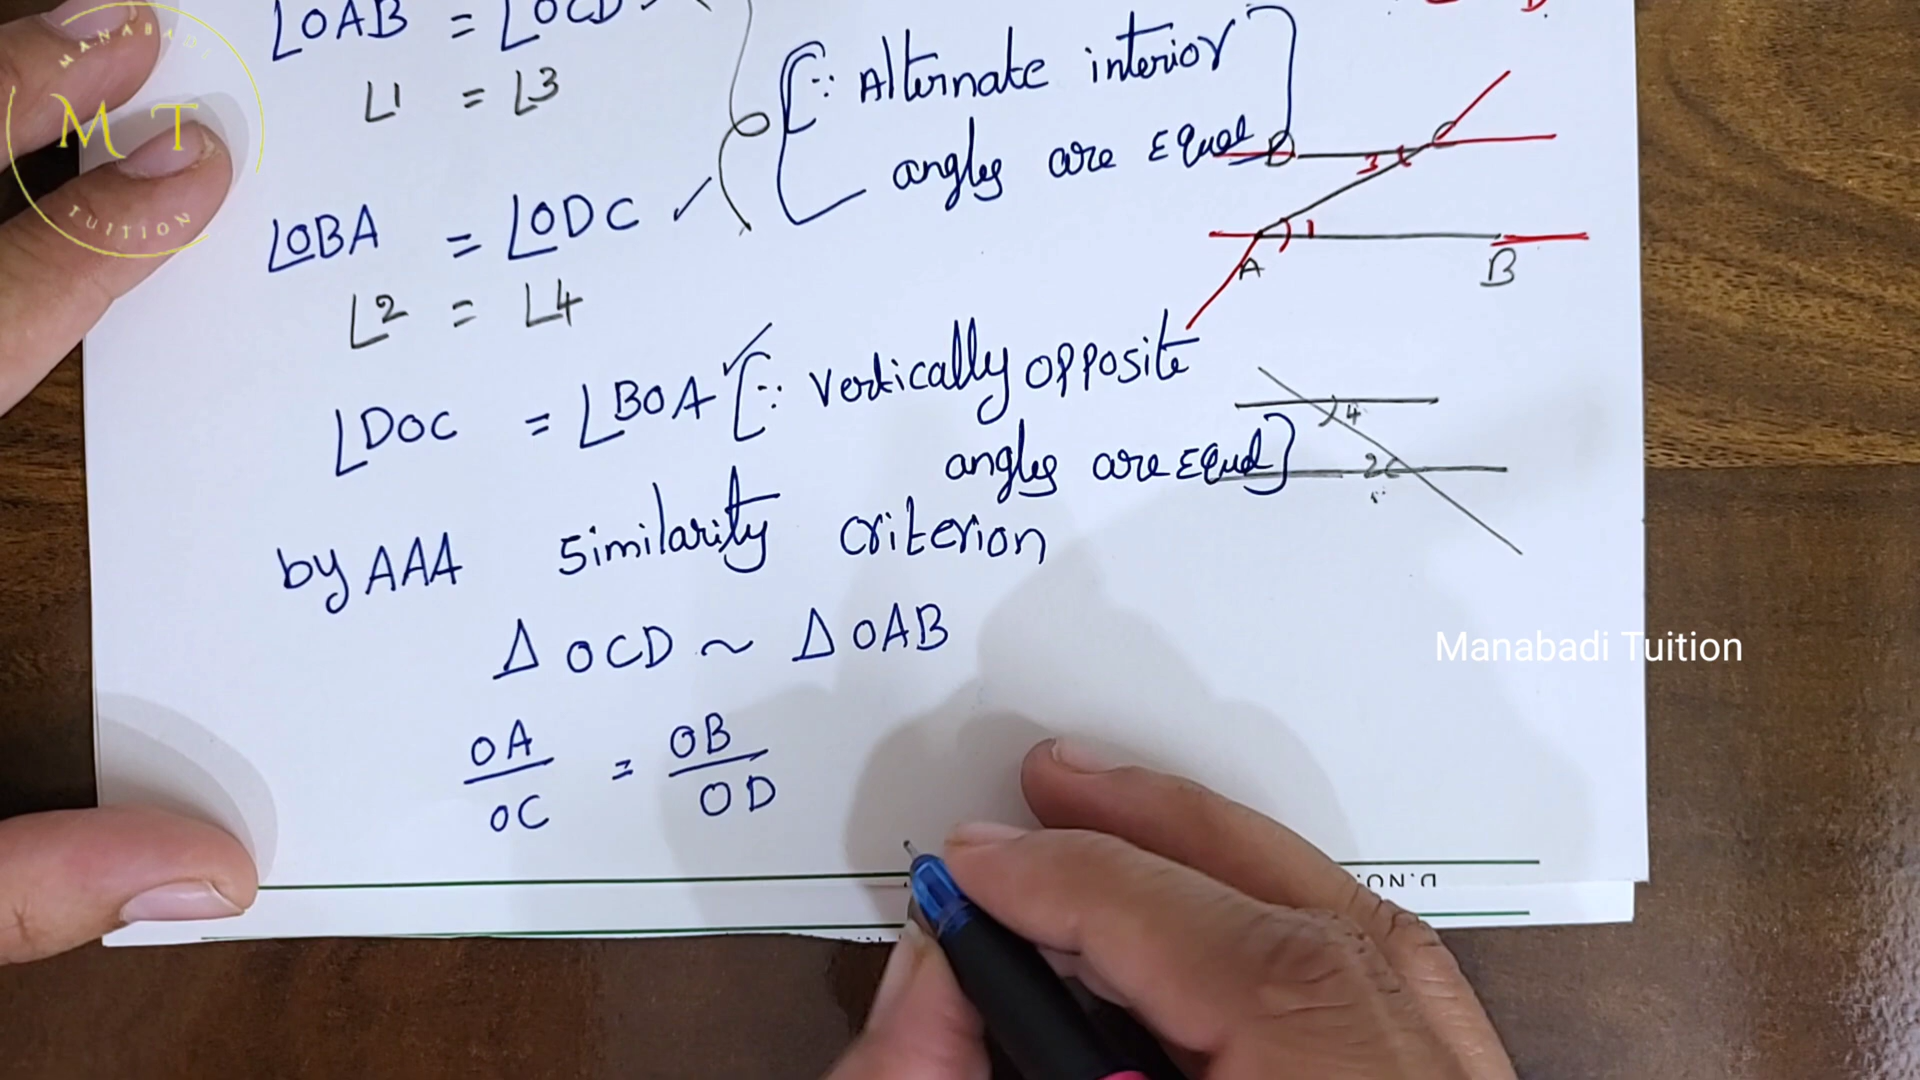 ∠OAB = ∠OCD
∠1 = ∠3
[∵ Alternate interior
angles are Equal]
∠OBA = ∠ODC ✓
∠2 = ∠4
∠DOC = ∠BOA ✓ [∵ vertically opposite
angles are Equal]
by AAA similarity criterion
Δ OCD ~ Δ OAB
OA/OC = OB/OD
D
C
3
1
A
B
4
2
Manabadi Tuition
MANABADI
M T
TUITION
D.NO: